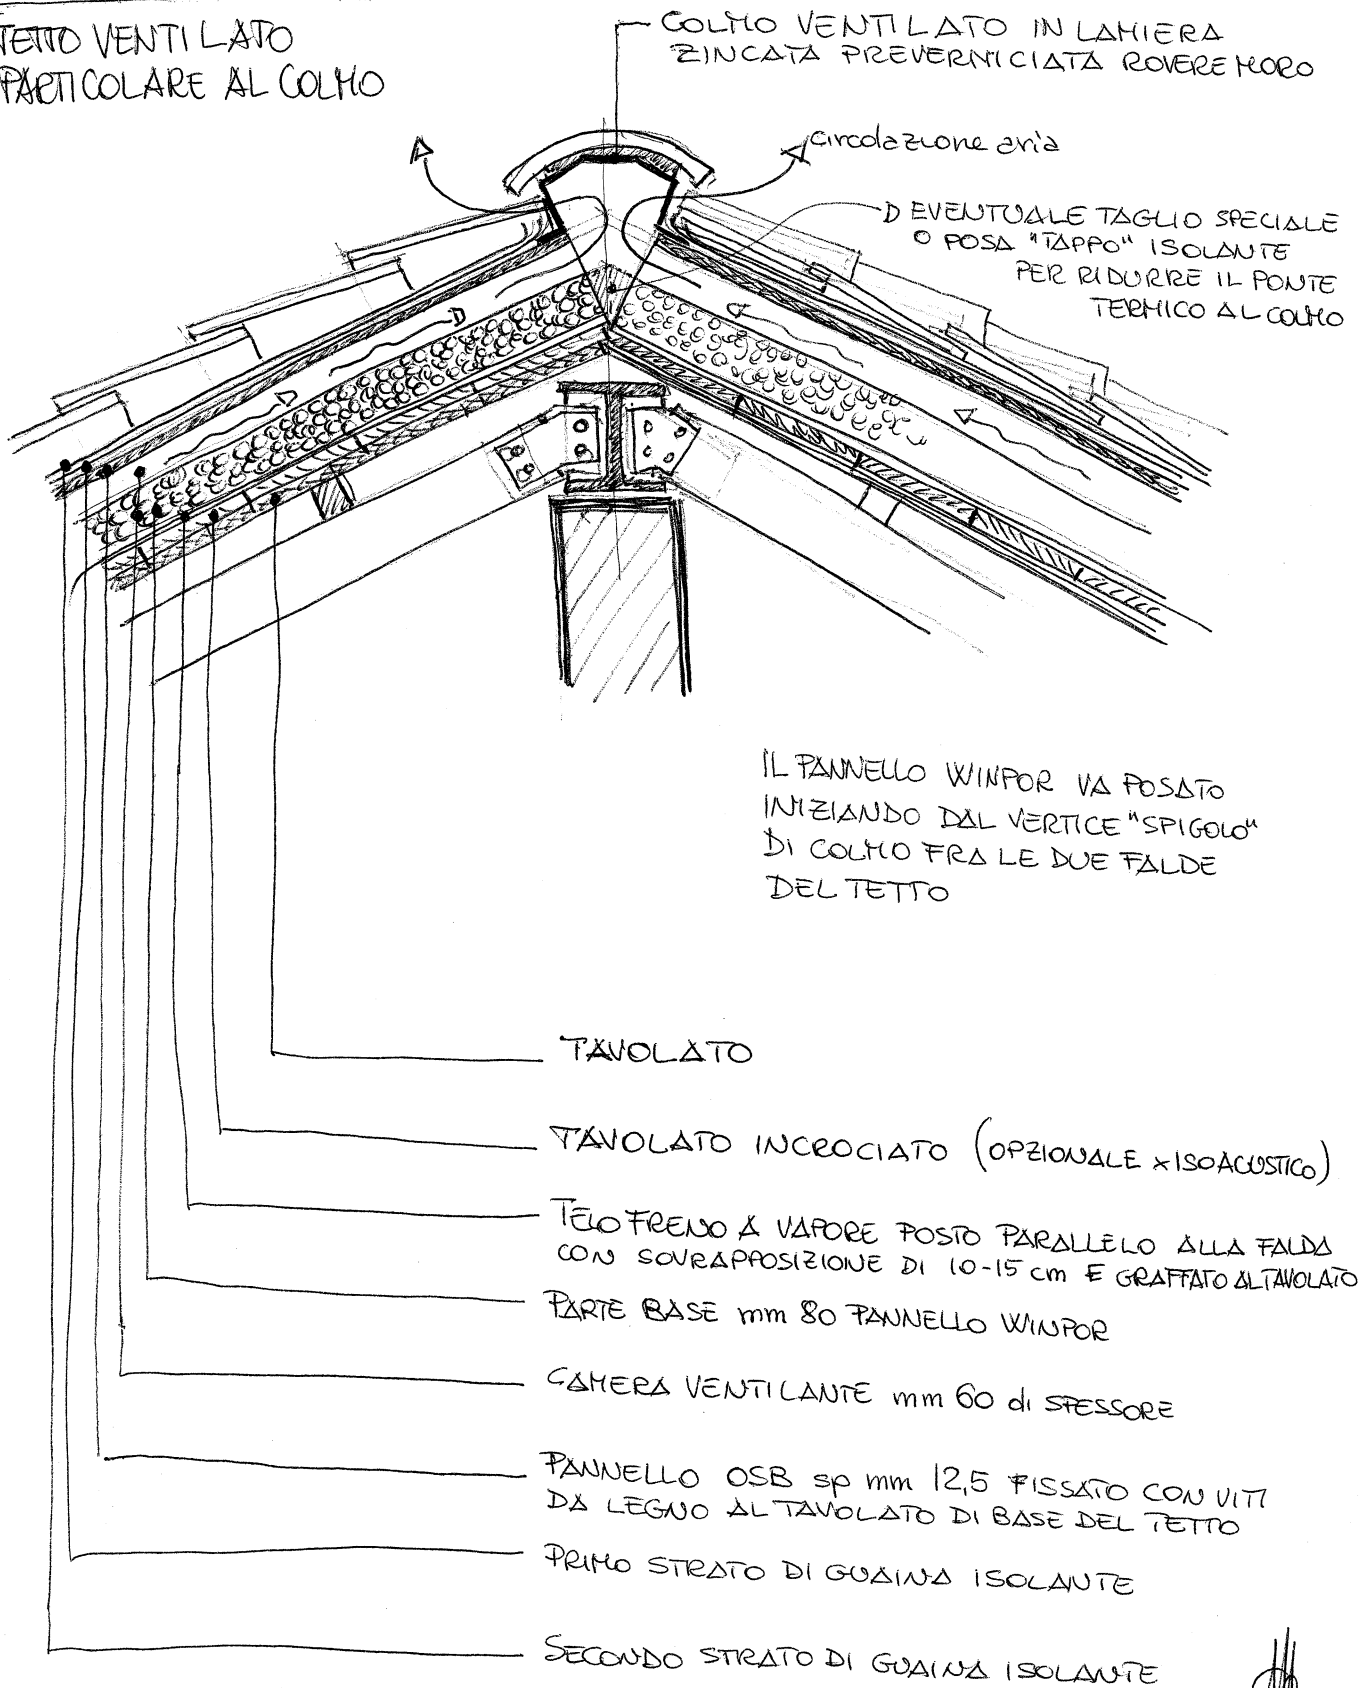 TETTO VENTILATO
PARTICOLARE AL COLMO
COLMO VENTILATO IN LAMIERA
ZINCATA PREVERNICIATA ROVERE MORO
circolazione aria
EVENTUALE TAGLIO SPECIALE
O POSA "TAPPO" ISOLANTE
PER RIDURRE IL PONTE
TERMICO AL COLMO
IL PANNELLO WINPOR VA POSATO
INIZIANDO DAL VERTICE "SPIGOLO"
DI COLMO FRA LE DUE FALDE
DEL TETTO
TAVOLATO
TAVOLATO INCROCIATO (OPZIONALE x ISOACUSTICO)
TELO FRENO A VAPORE POSTO PARALLELO ALLA FALDA
CON SOVRAPPOSIZIONE DI 10-15 cm E GRAFFATO AL TAVOLATO
PARTE BASE mm 80 PANNELLO WINPOR
CAMERA VENTILANTE mm 60 di SPESSORE
PANNELLO OSB sp mm 12,5 FISSATO CON VITI
DA LEGNO AL TAVOLATO DI BASE DEL TETTO
PRIMO STRATO DI GUAINA ISOLANTE
SECONDO STRATO DI GUAINA ISOLANTE